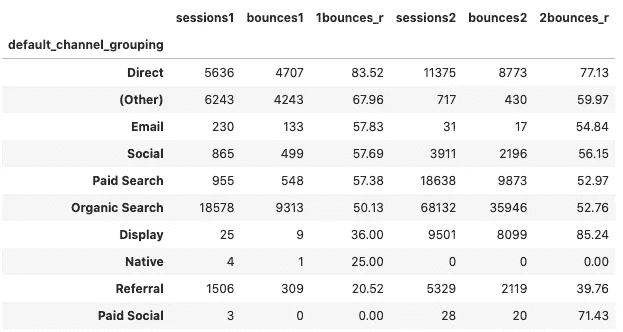 sessions1 bounces1 1bounces_r sessions2 bounces2 2bounces_r
default_channel_grouping
Direct 5636 4707 83.52 11375 8773 77.13
(Other) 6243 4243 67.96 717 430 59.97
Email 230 133 57.83 31 17 54.84
Social 865 499 57.69 3911 2196 56.15
Paid Search 955 548 57.38 18638 9873 52.97
Organic Search 18578 9313 50.13 68132 35946 52.76
Display 25 9 36.00 9501 8099 85.24
Native 4 1 25.00 0 0 0.00
Referral 1506 309 20.52 5329 2119 39.76
Paid Social 3 0 0.00 28 20 71.43